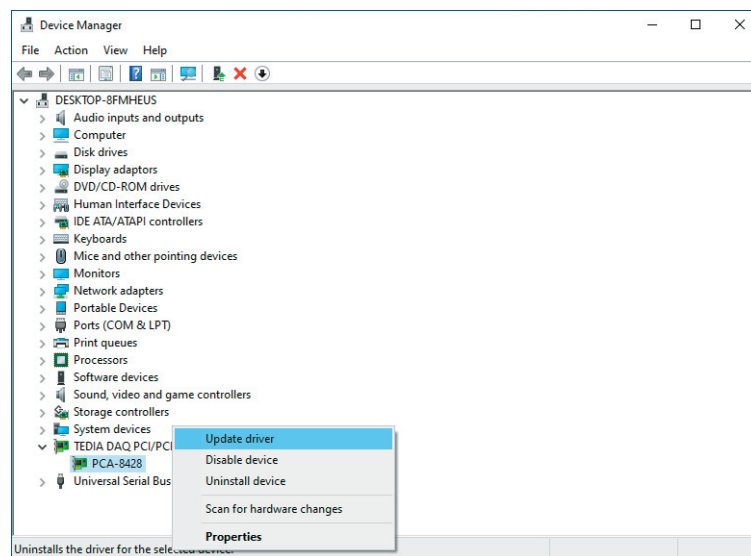 Device Manager
File Action View Help
DESKTOP-8FMHEUS
Audio inputs and outputs
Computer
Disk drives
Display adaptors
DVD/CD-ROM drives
Human Interface Devices
IDE ATA/ATAPI controllers
Keyboards
Mice and other pointing devices
Monitors
Network adapters
Portable Devices
Ports (COM & LPT)
Print queues
Processors
Software devices
Sound, video and game controllers
Storage controllers
System devices
TEDIA DAQ PCI/PCI
PCA-8428
Universal Serial Bus
Update driver
Disable device
Uninstall device
Scan for hardware changes
Properties
Uninstalls the driver for the selected device.